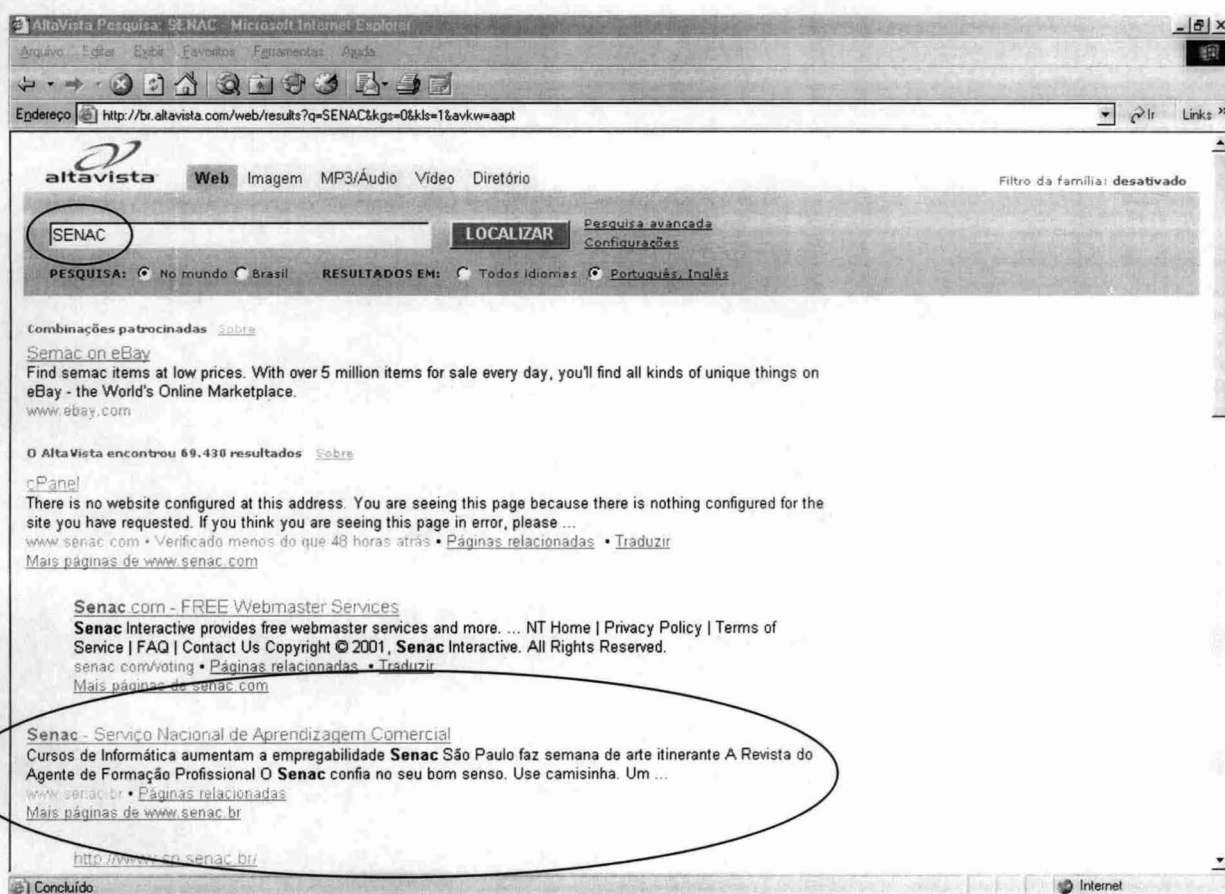 AltaVista Pesquisa: SENAC - Microsoft Internet Explorer
Arquivo Editar Exibir Favoritos Ferramentas Ajuda
Endereço http://br.altavista.com/web/results?q=SENAC&kgs=0&kls=1&avkw=aapt Ir Links »
altavista Web Imagem MP3/Áudio Vídeo Diretório
Filtro da família: desativado
SENAC LOCALIZAR Pesquisa avançada
Configurações
PESQUISA: No mundo Brasil RESULTADOS EM: Todos idiomas Português, Inglês
Combinações patrocinadas Sobre
Semac on eBay
Find semac items at low prices. With over 5 million items for sale every day, you'll find all kinds of unique things on
eBay - the World's Online Marketplace.
www.ebay.com
O AltaVista encontrou 69.430 resultados Sobre
cPanel
There is no website configured at this address. You are seeing this page because there is nothing configured for the
site you have requested. If you think you are seeing this page in error, please ...
www.senac.com • Verificado menos do que 48 horas atrás • Páginas relacionadas • Traduzir
Mais páginas de www.senac.com
Senac.com - FREE Webmaster Services
Senac Interactive provides free webmaster services and more. ... NT Home | Privacy Policy | Terms of
Service | FAQ | Contact Us Copyright © 2001, Senac Interactive. All Rights Reserved.
senac.com/voting • Páginas relacionadas • Traduzir
Mais páginas de senac.com
Senac - Serviço Nacional de Aprendizagem Comercial
Cursos de Informática aumentam a empregabilidade Senac São Paulo faz semana de arte itinerante A Revista do
Agente de Formação Profissional O Senac confia no seu bom senso. Use camisinha. Um ...
www.senac.br • Páginas relacionadas
Mais páginas de www.senac.br
http://www.sp.senac.br/
Concluído Internet